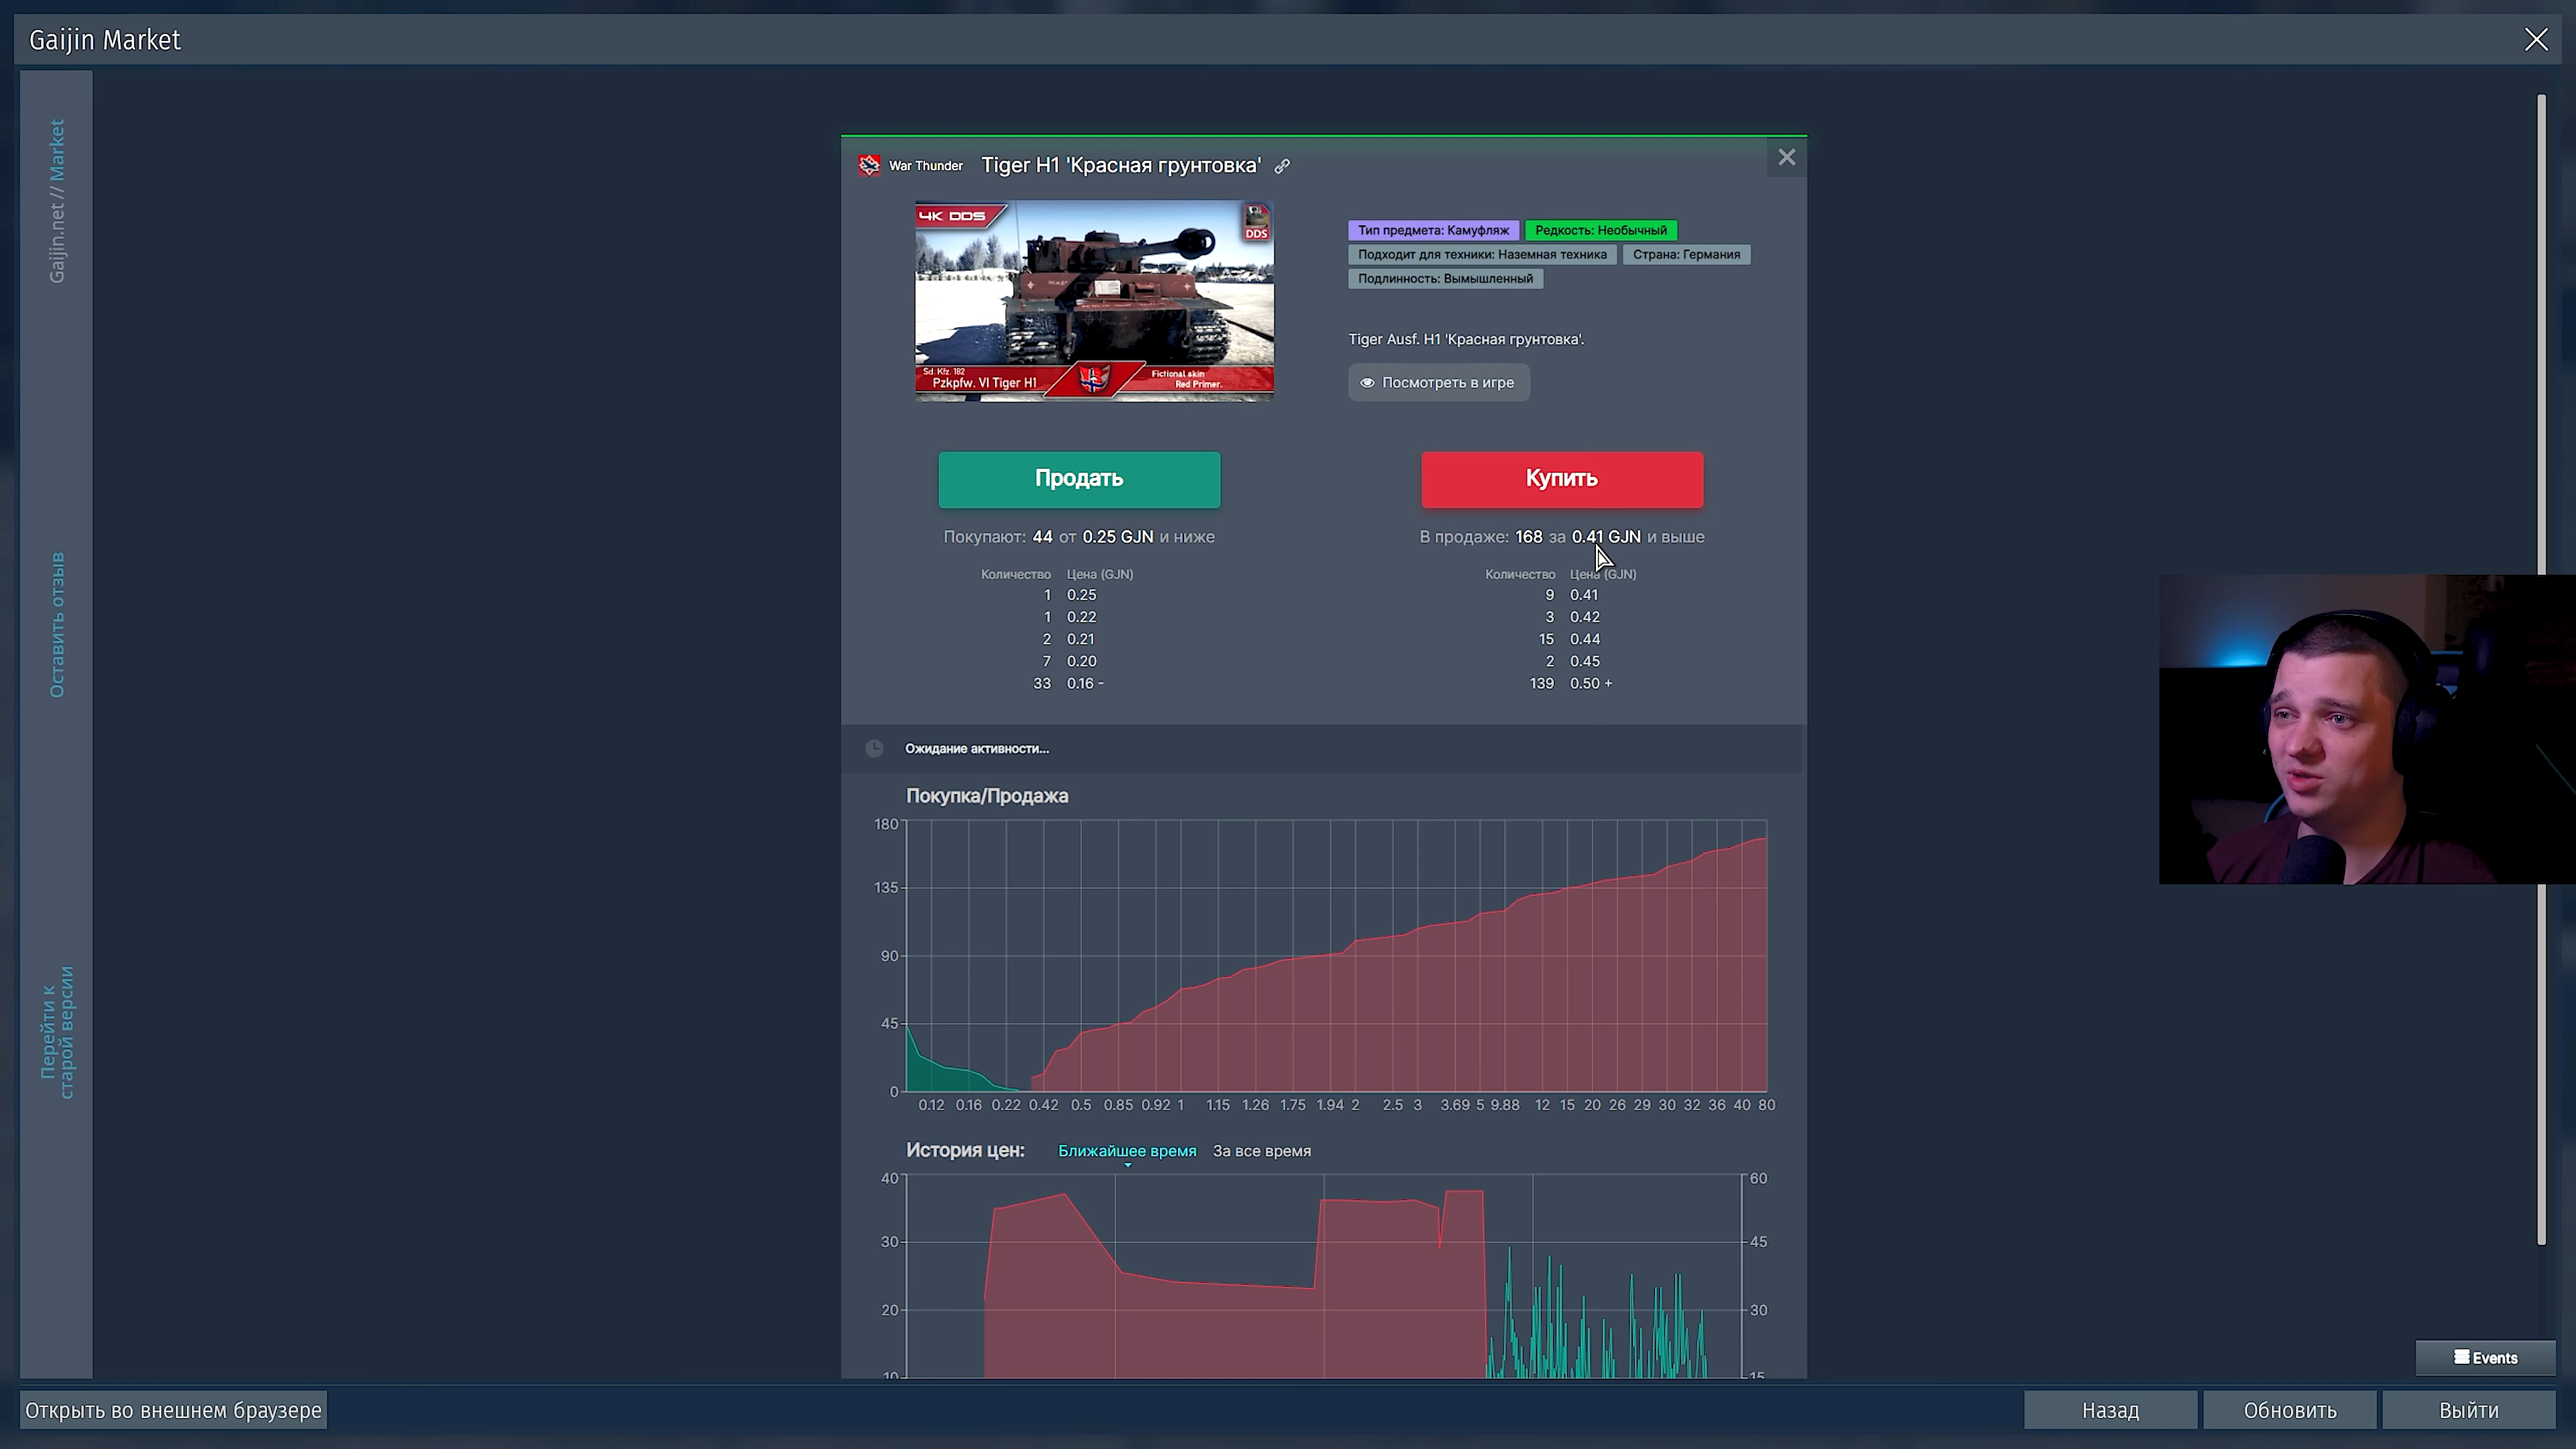 Gaijin Market
Gaijin.net // Market
Оставить отзыв
Перейти к
старой версии
War Thunder
Tiger H1 'Красная грунтовка'
4K DDS
DDS
Sd. Kfz. 182
Pzkpfw. VI Tiger H1
Fictional skin
Red Primer.
Тип предмета: Камуфляж
Редкость: Необычный
Подходит для техники: Наземная техника
Страна: Германия
Подлинность: Вымышленный
Tiger Ausf. H1 'Красная грунтовка'.
Посмотреть в игре
Продать
Покупают: 44 от 0.25 GJN и ниже
Количество Цена (GJN)
1 0.25
1 0.22
2 0.21
7 0.20
33 0.16 -
Купить
В продаже: 168 за 0.41 GJN и выше
Количество Цена (GJN)
9 0.41
3 0.42
15 0.44
2 0.45
139 0.50 +
Ожидание активности...
Покупка/Продажа
180
135
90
45
0
0.12 0.16 0.22 0.42 0.5 0.85 0.92 1 1.15 1.26 1.75 1.94 2 2.5 3 3.69 5 9.88 12 15 20 26 29 30 32 36 40 80
История цен: Ближайшее время За все время
40 60
30 45
20 30
10 15
Events
Открыть во внешнем браузере
Назад
Обновить
Выйти